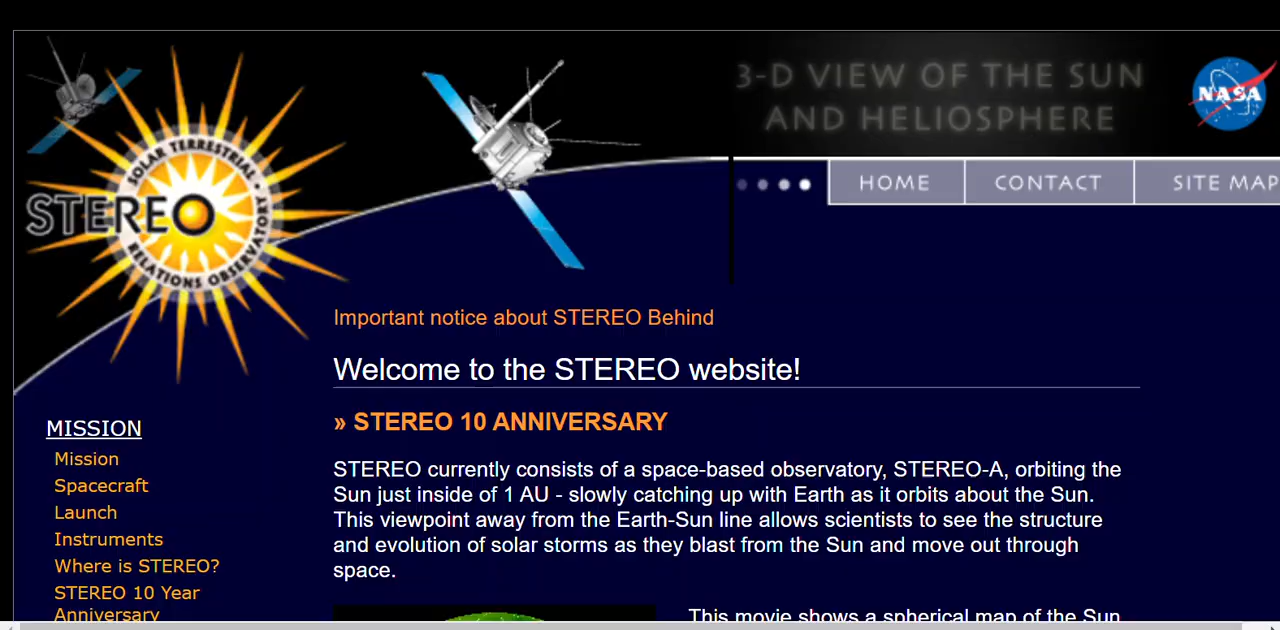 3-D VIEW OF THE SUN
AND HELIOSPHERE
NASA
SOLAR TERRESTRIAL
STEREO
RELATIONS OBSERVATORY
HOME
CONTACT
SITE MAP
Important notice about STEREO Behind
Welcome to the STEREO website!
» STEREO 10 ANNIVERSARY
STEREO currently consists of a space-based observatory, STEREO-A, orbiting the
Sun just inside of 1 AU - slowly catching up with Earth as it orbits about the Sun.
This viewpoint away from the Earth-Sun line allows scientists to see the structure
and evolution of solar storms as they blast from the Sun and move out through
space.
This movie shows a spherical map of the Sun,
MISSION
Mission
Spacecraft
Launch
Instruments
Where is STEREO?
STEREO 10 Year
Anniversary